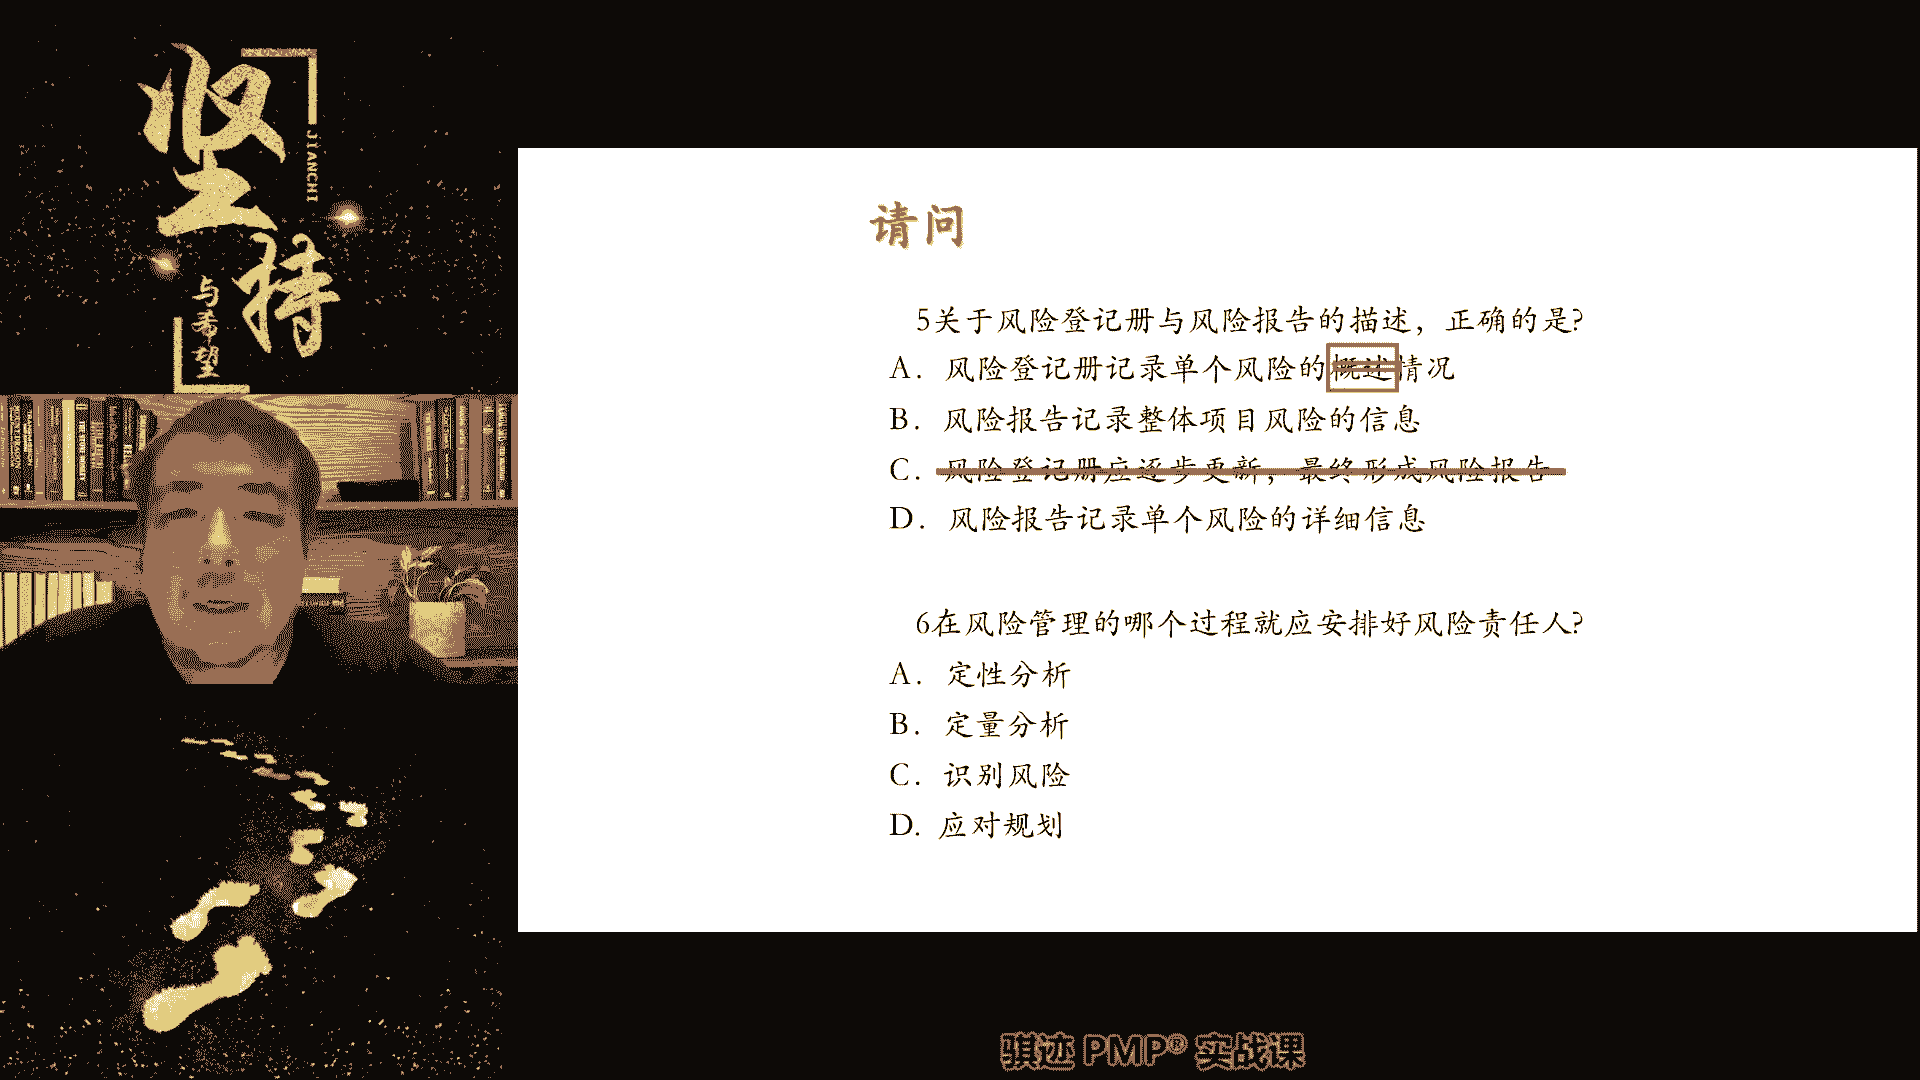 坚持
JIANCHI
与希望
请问
5关于风险登记册与风险报告的描述，正确的是?
A. 风险登记册记录单个风险的概述情况
B. 风险报告记录整体项目风险的信息
C. 风险登记册应逐步更新，最终形成风险报告
D. 风险报告记录单个风险的详细信息
6在风险管理的哪个过程就应安排好风险责任人?
A. 定性分析
B. 定量分析
C. 识别风险
D. 应对规划
骐迹 PMP® 实战课